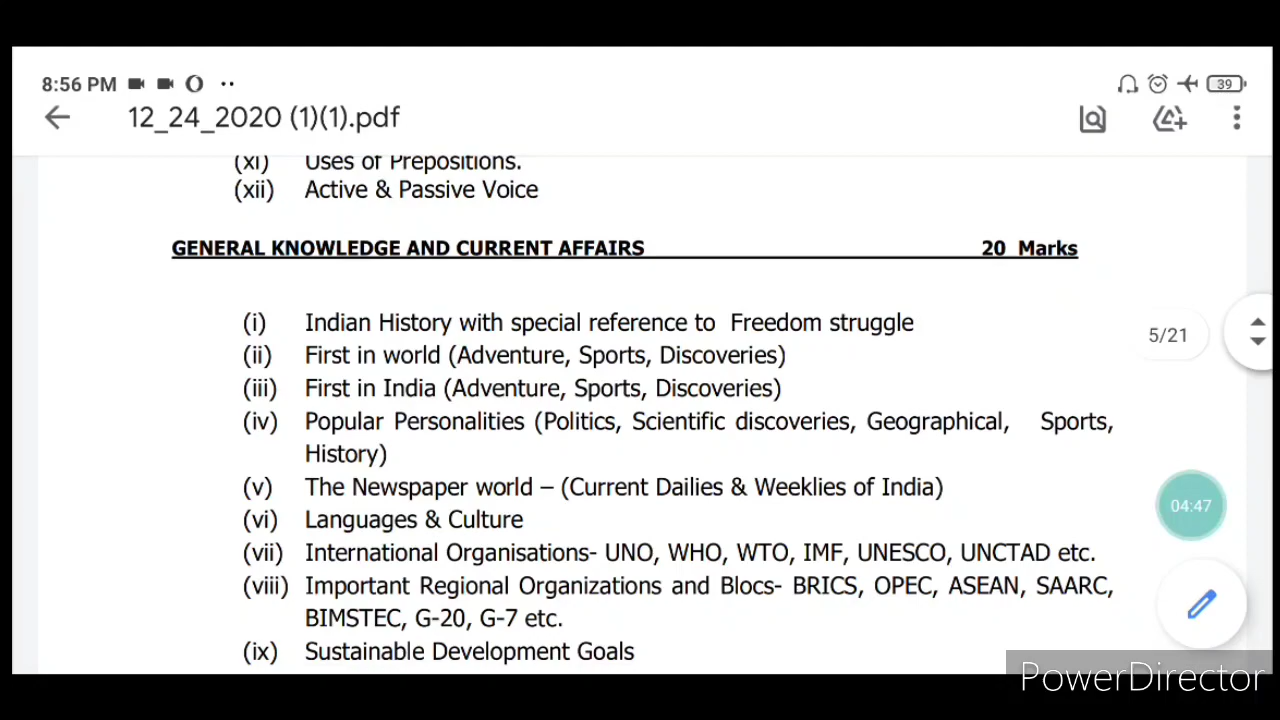 8:56 PM 39
12_24_2020 (1)(1).pdf
(xi) Uses of Prepositions.
(xii) Active & Passive Voice
GENERAL KNOWLEDGE AND CURRENT AFFAIRS 20 Marks
(i) Indian History with special reference to Freedom struggle
5/21
(ii) First in world (Adventure, Sports, Discoveries)
(iii) First in India (Adventure, Sports, Discoveries)
(iv) Popular Personalities (Politics, Scientific discoveries, Geographical, Sports,
History)
(v) The Newspaper world – (Current Dailies & Weeklies of India)
04:47
(vi) Languages & Culture
(vii) International Organisations- UNO, WHO, WTO, IMF, UNESCO, UNCTAD etc.
(viii) Important Regional Organizations and Blocs- BRICS, OPEC, ASEAN, SAARC,
BIMSTEC, G-20, G-7 etc.
(ix) Sustainable Development Goals
PowerDirector